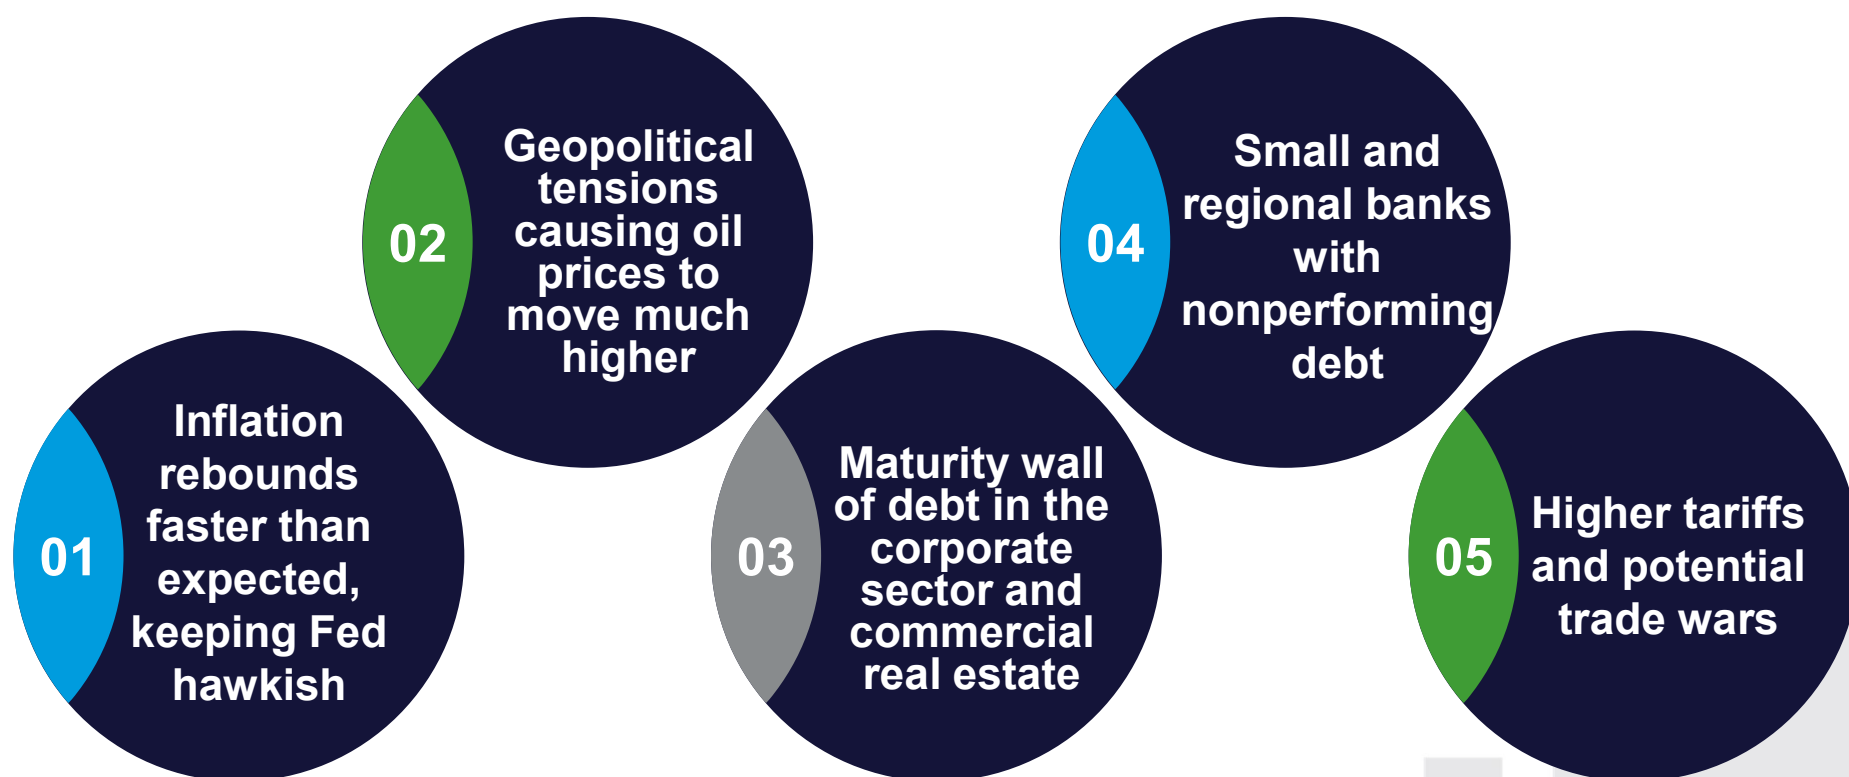 01
Inflation
rebounds
faster than
expected,
keeping Fed
hawkish
02
Geopolitical
tensions
causing oil
prices to
move much
higher
03
Maturity wall
of debt in the
corporate
sector and
commercial
real estate
04
Small and
regional banks
with
nonperforming
debt
05
Higher tariffs
and potential
trade wars